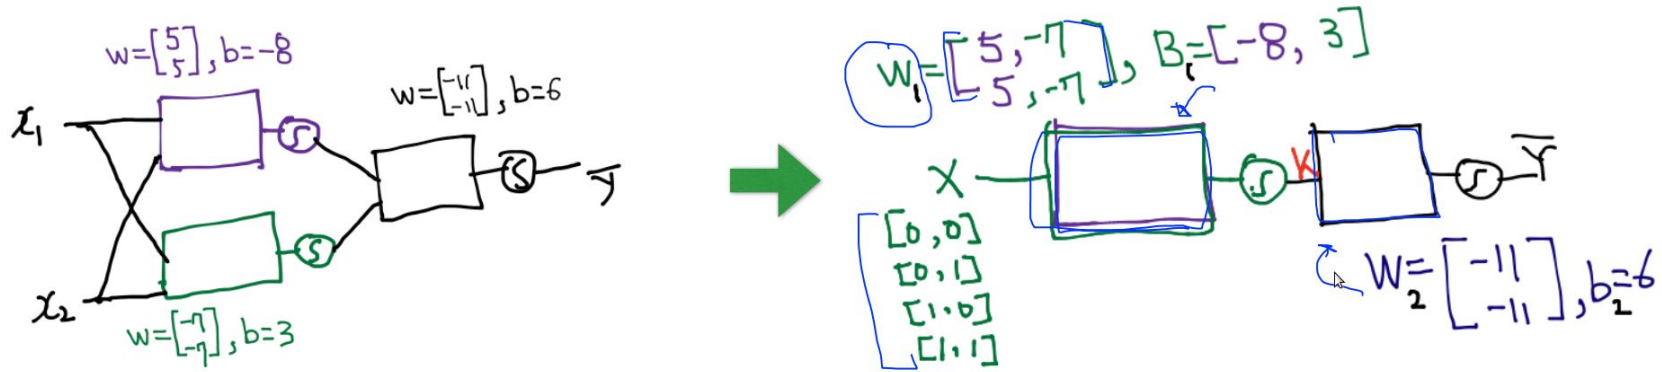 w=[5 5], b=-8
x₁
S
w=[-11 -11], b=6
S
Ȳ
S
x₂
w=[-7 -7], b=3
W₁=[5, -7
5, -7], B₁=[-8, 3]
X
S
K
S
Ȳ
[0,0]
[0,1]
[1,0]
[1,1]
W₂=[-11 -11], b₂=6